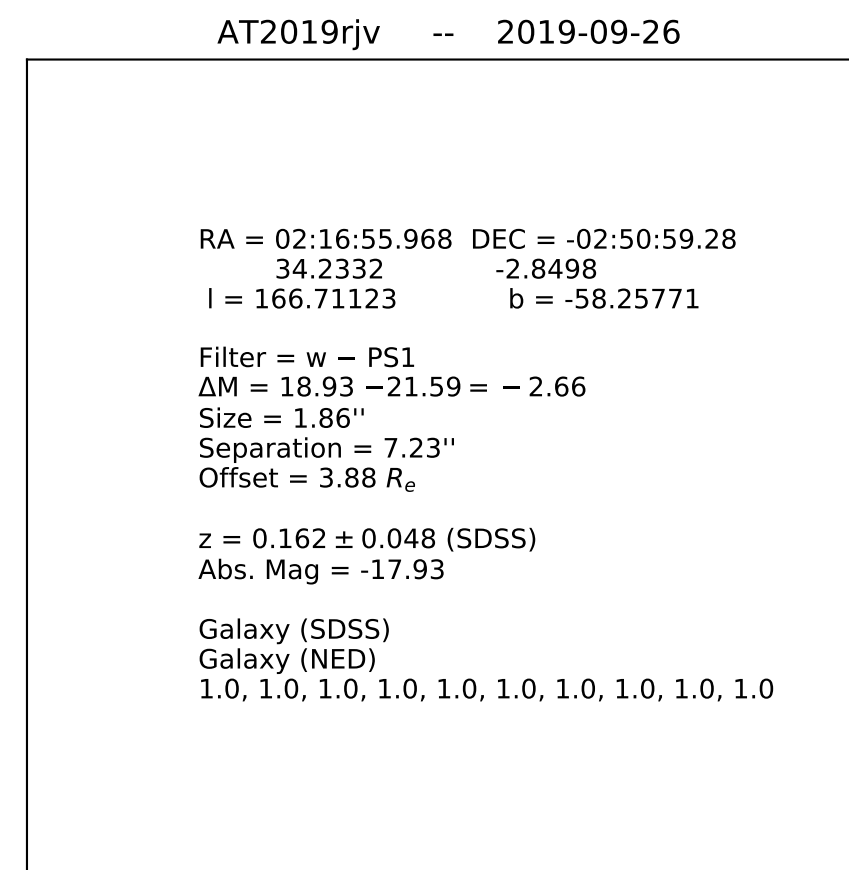 AT2019rjv -- 2019-09-26
RA = 02:16:55.968 DEC = -02:50:59.28
34.2332 -2.8498
l = 166.71123 b = -58.25771
Filter = w − PS1
ΔM = 18.93 −21.59 = − 2.66
Size = 1.86''
Separation = 7.23''
Offset = 3.88 Re
z = 0.162 ± 0.048 (SDSS)
Abs. Mag = -17.93
Galaxy (SDSS)
Galaxy (NED)
1.0, 1.0, 1.0, 1.0, 1.0, 1.0, 1.0, 1.0, 1.0, 1.0